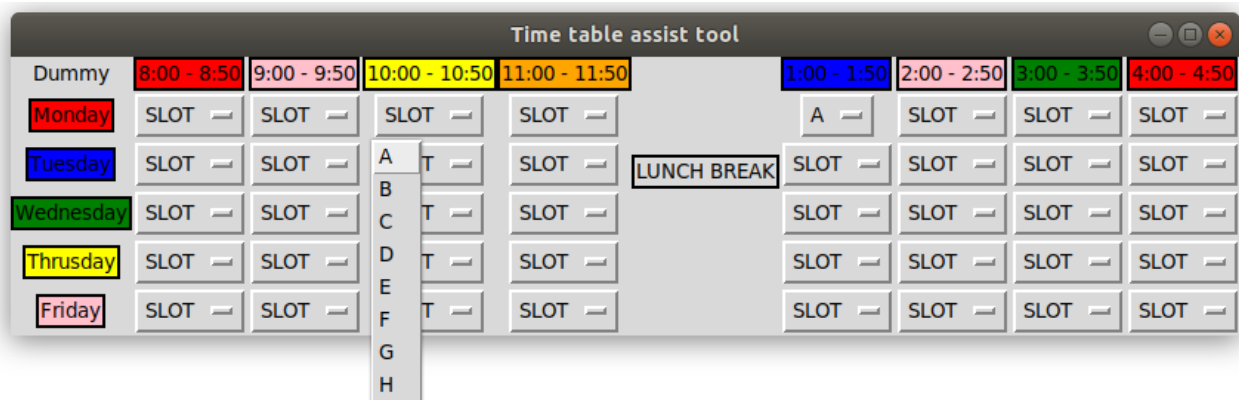 Time table assist tool
Dummy 8:00 - 8:50 9:00 - 9:50 10:00 - 10:50 11:00 - 11:50 1:00 - 1:50 2:00 - 2:50 3:00 - 3:50 4:00 - 4:50
Monday SLOT SLOT SLOT SLOT A SLOT SLOT SLOT
Tuesday SLOT SLOT A T SLOT LUNCH BREAK SLOT SLOT SLOT SLOT
B
Wednesday SLOT SLOT C T SLOT SLOT SLOT SLOT SLOT
Thrusday SLOT SLOT D T SLOT SLOT SLOT SLOT SLOT
E
Friday SLOT SLOT F T SLOT SLOT SLOT SLOT SLOT
G
H